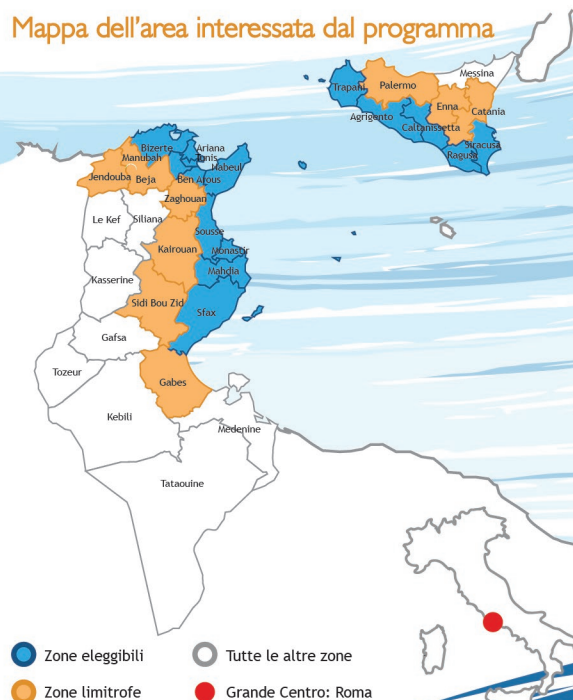 Mappa dell'area interessata dal programma
Messina
Trapani
Palermo
Enna
Catania
Agrigento
Caltanissetta
Siracusa
Ragusa
Bizerte
Ariana
Tunis
Manubah
Nabeul
Jendouba
Beja
Ben Arous
Zaghouan
Le Kef
Siliana
Sousse
Kairouan
Monastir
Mahdia
Kasserine
Sidi Bou Zid
Sfax
Gafsa
Tozeur
Gabes
Kebili
Medenine
Tataouine
Zone eleggibili
Tutte le altre zone
Zone limitrofe
Grande Centro: Roma